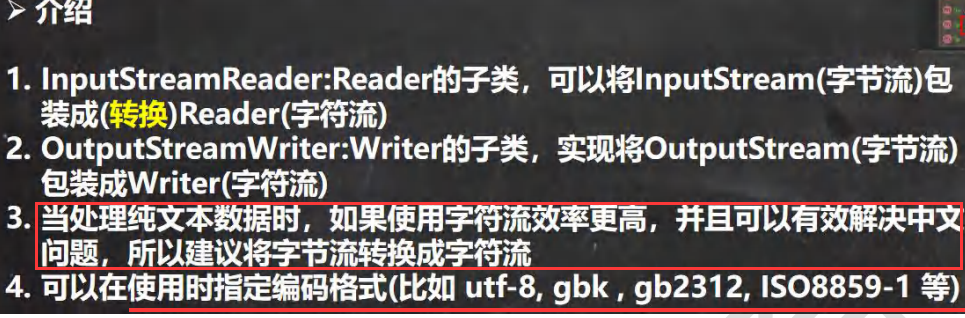 ➤ 介绍
1. InputStreamReader:Reader的子类，可以将InputStream(字节流)包
装成(转换)Reader(字符流)
2. OutputStreamWriter:Writer的子类，实现将OutputStream(字节流)
包装成Writer(字符流)
3. 当处理纯文本数据时，如果使用字符流效率更高，并且可以有效解决中文
问题，所以建议将字节流转换成字符流
4. 可以在使用时指定编码格式(比如 utf-8, gbk , gb2312, ISO8859-1 等)